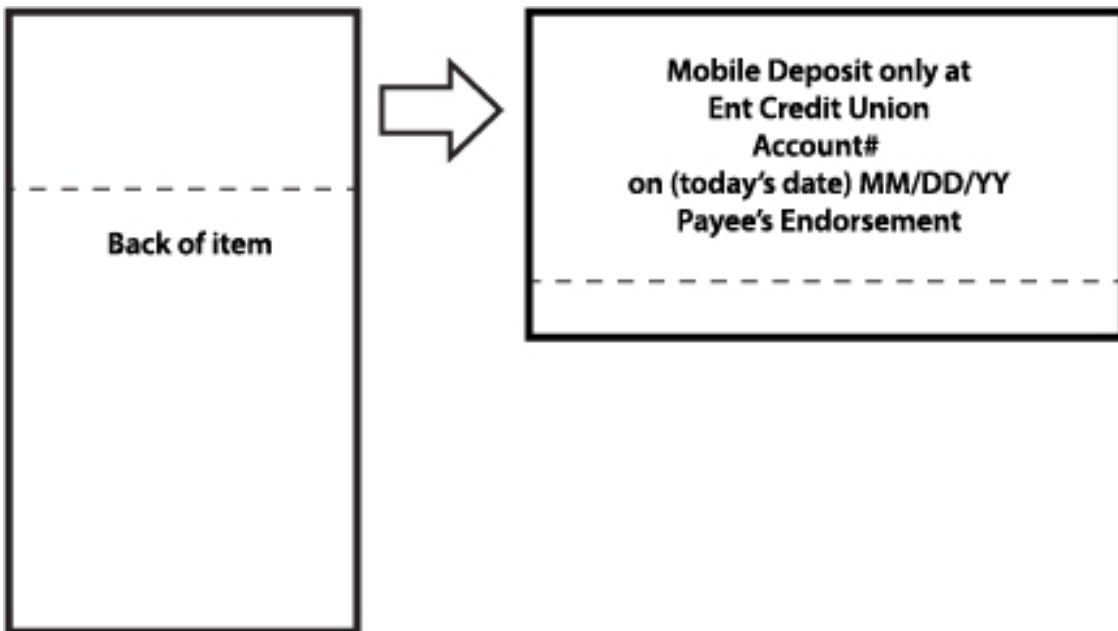 Back of item
Mobile Deposit only at
Ent Credit Union
Account#
on (today's date) MM/DD/YY
Payee's Endorsement